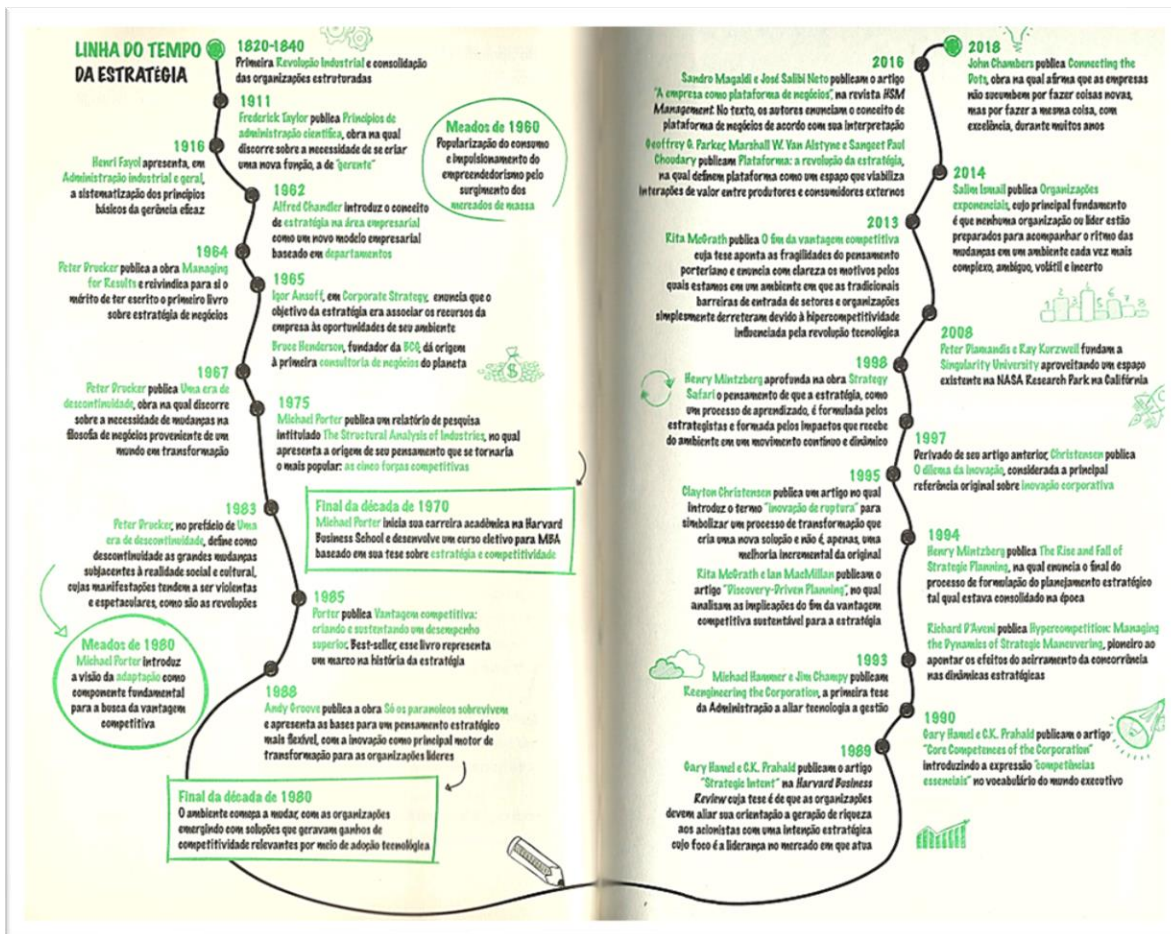 LINHA DO TEMPO
DA ESTRATÉGIA
1820-1840
Primeira Revolução Industrial e consolidação
das organizações estruturadas
1911
Frederick Taylor publica Princípios de
administração científica, obra na qual
discorre sobre a necessidade de se criar
uma nova função, a de "gerente"
Meados de 1960
Popularização do consumo
e impulsionamento do
empreendedorismo pelo
surgimento dos
mercados de massa
1916
Henri Fayol apresenta, em
Administração industrial e geral,
a sistematização dos princípios
básicos da gerência eficaz
1962
Alfred Chandler introduz o conceito
de estratégia na área empresarial
como um novo modelo empresarial
baseado em departamentos
1964
Peter Drucker publica a obra Managing
for Results e reivindica para si o
mérito de ter escrito o primeiro livro
sobre estratégia de negócios
1965
Igor Ansoff, em Corporate Strategy, enuncia que o
objetivo da estratégia era associar os recursos da
empresa às oportunidades de seu ambiente
Bruce Henderson, fundador da BCG, dá origem
à primeira consultoria de negócios do planeta
$
1967
Peter Drucker publica Uma era de
descontinuidade, obra na qual discorre
sobre a necessidade de mudanças na
filosofia de negócios proveniente de um
mundo em transformação
1975
Michael Porter publica um relatório de pesquisa
intitulado The Structural Analysis of Industries, no qual
apresenta a origem de seu pensamento que se tornaria
o mais popular: as cinco forças competitivas
Final da década de 1970
Michael Porter inicia sua carreira acadêmica na Harvard
Business School e desenvolve um curso eletivo para MBA
baseado em sua tese sobre estratégia e competitividade
1983
Peter Drucker, no prefácio de Uma
era de descontinuidade, define como
descontinuidade as grandes mudanças
subjacentes à realidade social e cultural,
cujas manifestações tendem a ser violentas
e espetaculares, como são as revoluções
1985
Porter publica Vantagem competitiva:
criando e sustentando um desempenho
superior. Best-seller, esse livro representa
um marco na história da estratégia
Meados de 1980
Michael Porter introduz
a visão da adaptação como
componente fundamental
para a busca da vantagem
competitiva
1988
Andy Groove publica a obra Só os paranoicos sobrevivem
e apresenta as bases para um pensamento estratégico
mais flexível, com a inovação como principal motor de
transformação para as organizações líderes
Final da década de 1980
O ambiente começa a mudar, com as organizações
emergindo com soluções que geravam ganhos de
competitividade relevantes por meio de adoção tecnológica
2018
John Chambers publica Connecting the
Dots, obra na qual afirma que as empresas
não sucumbem por fazer coisas novas,
mas por fazer a mesma coisa, com
excelência, durante muitos anos
2016
Sandro Magaldi e José Salibi Neto publicam o artigo
"A empresa como plataforma de negócios", na revista HSM
Management. No texto, os autores enunciam o conceito de
plataforma de negócios de acordo com sua interpretação
Geoffrey G. Parker, Marshall W. Van Alstyne e Sangeet Paul
Choudary publicam Plataforma: a revolução da estratégia,
na qual definem plataforma como um espaço que viabiliza
interações de valor entre produtores e consumidores externos
2014
Salim Ismail publica Organizações
exponenciais, cujo principal fundamento
é que nenhuma organização ou líder estão
preparados para acompanhar o ritmo das
mudanças em um ambiente cada vez mais
complexo, ambíguo, volátil e incerto
2013
Rita McGrath publica O fim da vantagem competitiva
cuja tese aponta as fragilidades do pensamento
porteriano e enuncia com clareza os motivos pelos
quais estamos em um ambiente em que as tradicionais
barreiras de entrada de setores e organizações
simplesmente derreteram devido à hipercompetitividade
influenciada pela revolução tecnológica
2008
Peter Diamandis e Ray Kurzweil fundam a
Singularity University aproveitando um espaço
existente na NASA Research Park na Califórnia
1998
Henry Mintzberg aprofunda na obra Strategy
Safari o pensamento de que a estratégia, como
um processo de aprendizado, é formulada pelos
estrategistas e formada pelos impactos que recebe
do ambiente em um movimento contínuo e dinâmico
1997
Derivado de seu artigo anterior, Christensen publica
O dilema da inovação, considerada a principal
referência original sobre inovação corporativa
1995
Clayton Christensen publica um artigo no qual
introduz o termo "inovação de ruptura" para
simbolizar um processo de transformação que
cria uma nova solução e não é, apenas, uma
melhoria incremental da original
Rita McGrath e Ian MacMillan publicam o
artigo "Discovery-Driven Planning", no qual
analisam as implicações do fim da vantagem
competitiva sustentável para a estratégia
1994
Henry Mintzberg publica The Rise and Fall of
Strategic Planning, na qual enuncia o final do
processo de formulação do planejamento estratégico
tal qual estava consolidado na época
Richard D'Aveni publica Hypercompetition: Managing
the Dynamics of Strategic Maneuvering, pioneiro ao
apontar os efeitos do acirramento da concorrência
nas dinâmicas estratégicas
1993
Michael Hammer e Jim Champy publicam
Reengineering the Corporation, a primeira tese
da Administração a aliar tecnologia a gestão
1990
Gary Hamel e C.K. Prahald publicam o artigo
"Core Competences of the Corporation"
introduzindo a expressão "competências
essenciais" no vocabulário do mundo executivo
1989
Gary Hamel e C.K. Prahald publicam o artigo
"Strategic Intent" na Harvard Business
Review cuja tese é de que as organizações
devem aliar sua orientação a geração de riqueza
aos acionistas com uma intenção estratégica
cujo foco é a liderança no mercado em que atua